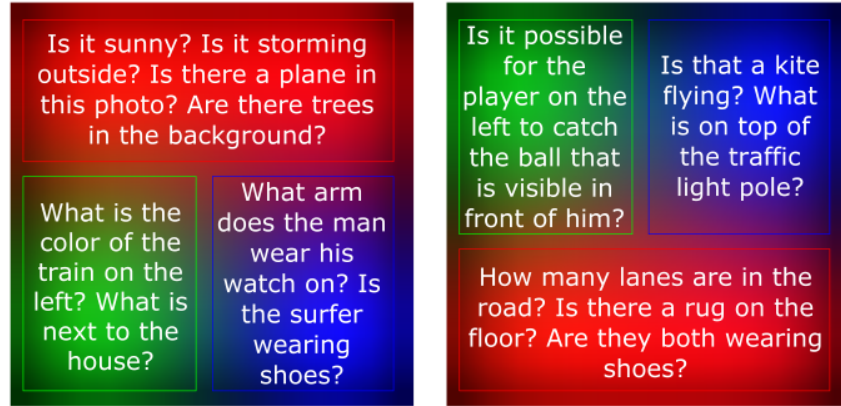 Is it sunny? Is it storming
outside? Is there a plane in
this photo? Are there trees
in the background?
What is the
color of the
train on the
left? What is
next to the
house?
What arm
does the man
wear his
watch on? Is
the surfer
wearing
shoes?
Is it possible
for the
player on the
left to catch
the ball that
is visible in
front of him?
Is that a kite
flying? What
is on top of
the traffic
light pole?
How many lanes are in the
road? Is there a rug on the
floor? Are they both wearing
shoes?